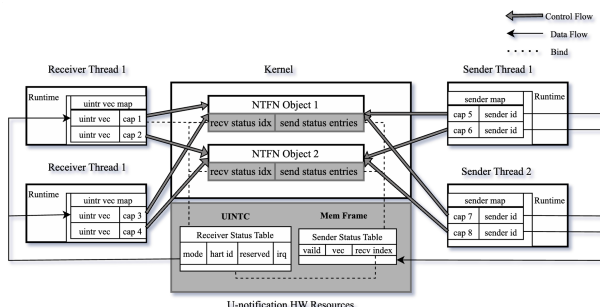 Control Flow
Data Flow
Bind
Receiver Thread 1
Kernel
Sender Thread 1
Runtime
uintr vec map
uintr vec cap 1
uintr vec cap 2
NTFN Object 1
recv status idx send status entries
NTFN Object 2
recv status idx send status entries
sender map
cap 5 sender id
cap 6 sender id
Runtime
Receiver Thread 1
Sender Thread 2
Runtime
uintr vec map
uintr vec cap 3
uintr vec cap 4
sender map
cap 7 sender id
cap 8 sender id
Runtime
UINTC
Mem Frame
Receiver Status Table
mode hart id reserved irq
Sender Status Table
vaild vec recv index
U-notification HW Resources